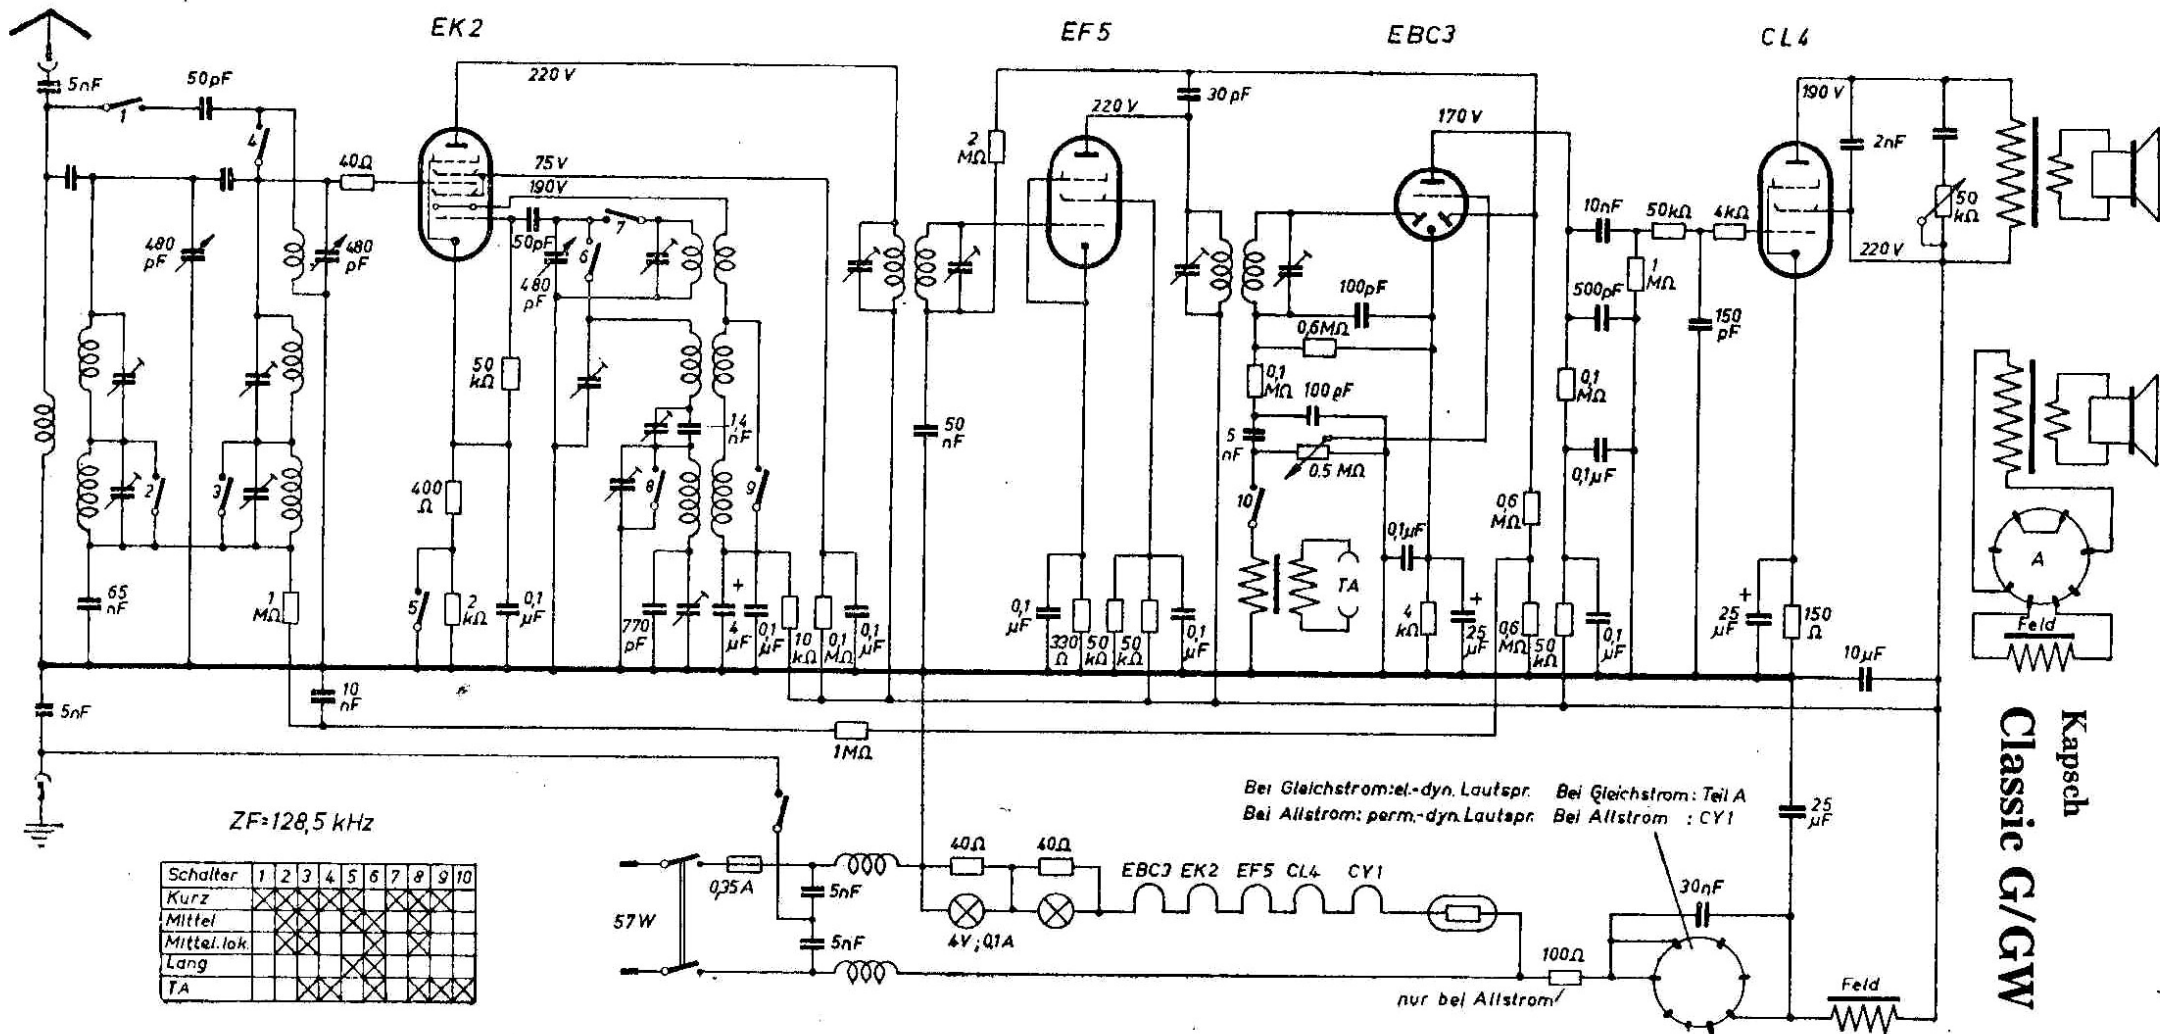 EK2
EF5
EBC3
CL4
5nF
50pF
1
4
40Ω
480 pF
480 pF
65 nF
2
3
1 MΩ
220V
75V
190V
50pF
7
6
480 pF
50 kΩ
400 Ω
5
2 kΩ
0,1 µF
8
1,4 nF
9
770 pF
+
4 µF
0,1 µF
10 kΩ
0,1 MΩ
0,1 µF
2 MΩ
50 nF
220V
30pF
0,1 µF
330 Ω
50 kΩ
50 kΩ
0,1 µF
170V
100pF
0,6MΩ
0,1 MΩ
100pF
5 nF
0,5 MΩ
10
TA
0,1µF
4 kΩ
+
25 µF
0,6 MΩ
0,6 MΩ
50 kΩ
0,1 µF
10nF
50kΩ
4kΩ
500pF
1 MΩ
0,1 MΩ
0,1µF
150 pF
190V
2nF
50 kΩ
220V
+
25 µF
150 Ω
10µF
A
Feld
5nF
10 nF
1MΩ
Kapsch
Classic G/GW
ZF=128,5 kHz
Schalter 1 2 3 4 5 6 7 8 9 10
Kurz
Mittel
Mittel.lok.
Lang
TA
57W
0,35A
5nF
5nF
40Ω
40Ω
4V; 0,1A
EBC3 EK2 EF5 CL4 CY1
Bei Gleichstrom: el.-dyn. Lautspr. Bei Gleichstrom: Teil A
Bei Allstrom: perm.-dyn. Lautspr. Bei Allstrom : CY1
100Ω
nur bei Allstrom
30nF
25 µF
Feld